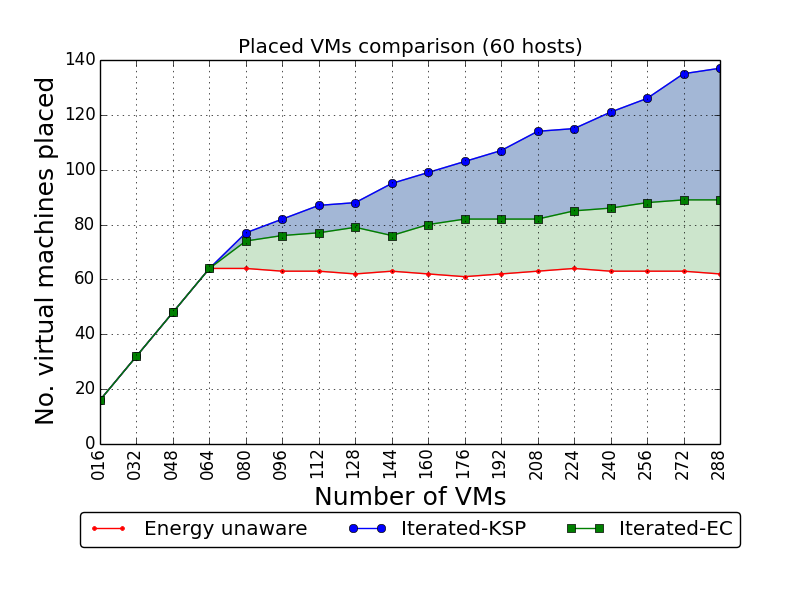 Placed VMs comparison (60 hosts)
No. virtual machines placed
140
120
100
80
60
40
20
0
016 032 048 064 080 096 112 128 144 160 176 192 208 224 240 256 272 288
Number of VMs
Energy unaware Iterated-KSP Iterated-EC